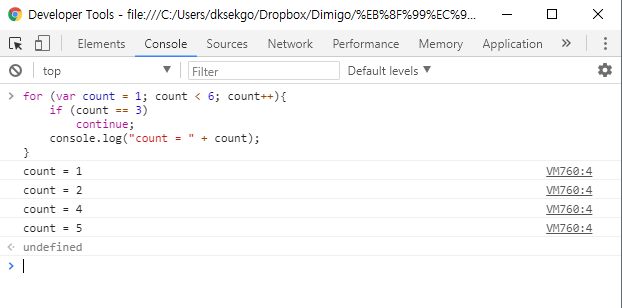 Developer Tools - file:///C:/Users/dksekgo/Dropbox/Dimigo/%EB%8F%99%EC%9...
Elements Console Sources Network Performance Memory Application »
top Filter Default levels
for (var count = 1; count < 6; count++){
    if (count == 3)
        continue;
    console.log("count = " + count);
}
count = 1 VM760:4
count = 2 VM760:4
count = 4 VM760:4
count = 5 VM760:4
undefined